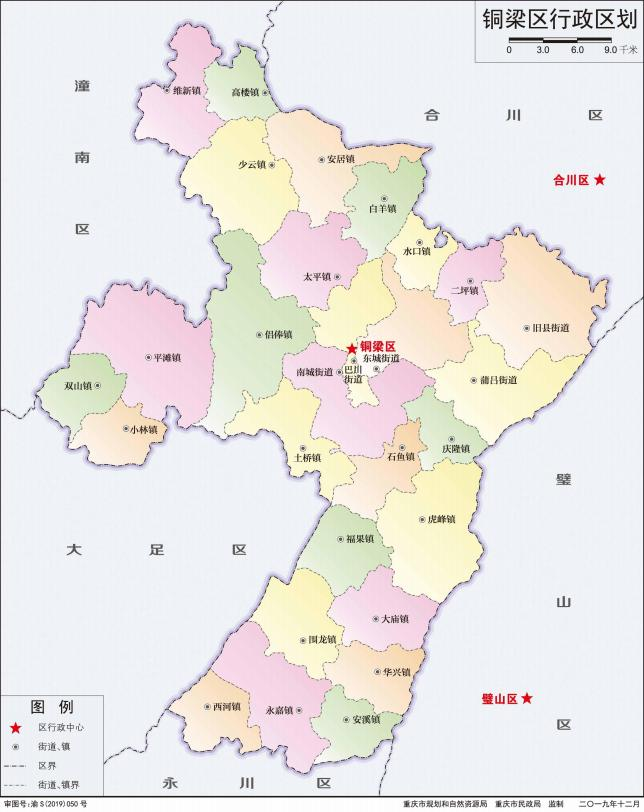 铜梁区行政区划
0 3.0 6.0 9.0 千米
潼南区
合川区
合川区
维新镇
高楼镇
少云镇
安居镇
白羊镇
水口镇
太平镇
二坪镇
侣俸镇
旧县街道
平滩镇
铜梁区
东城街道
南城街道
巴川
街道
双山镇
蒲吕街道
小林镇
土桥镇
石鱼镇
庆隆镇
虎峰镇
福果镇
大足区
璧山区
大庙镇
围龙镇
华兴镇
璧山区
西河镇
永嘉镇
安溪镇
永川区
图例
区行政中心
街道、镇
区界
街道、镇界
审图号:渝S(2019)050号
重庆市规划和自然资源局 重庆市民政局 监制 二〇一九年十二月